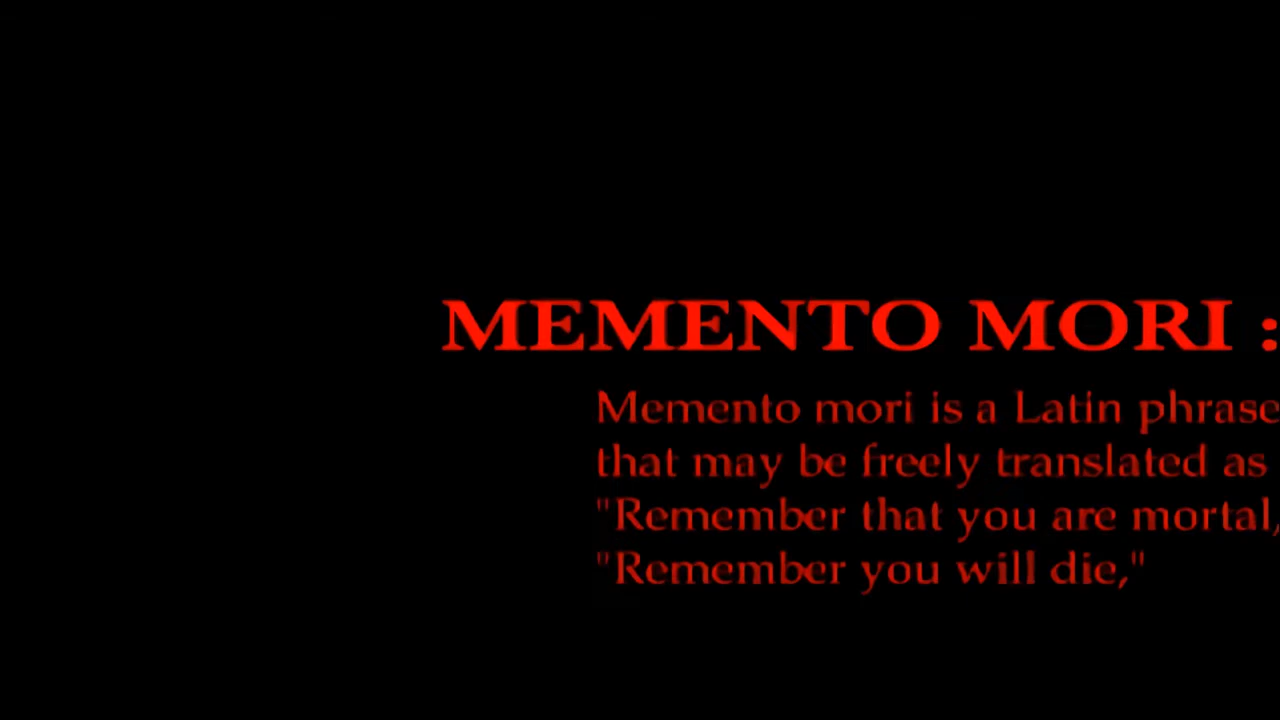 MEMENTO MORI :
Memento mori is a Latin phrase
that may be freely translated as
"Remember that you are mortal,
"Remember you will die,"